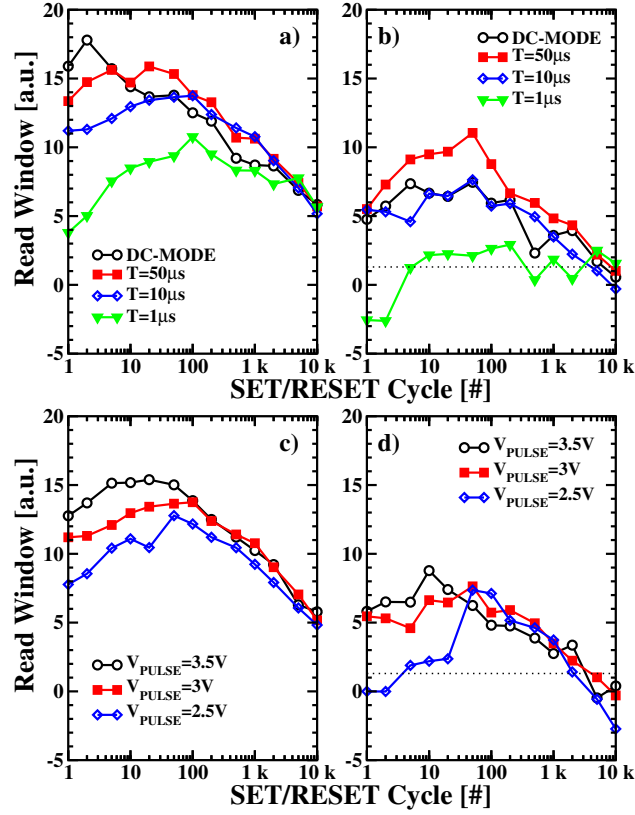 20
15
10
5
0
-5
Read Window [a.u.]
a)
DC-MODE
T=50μs
T=10μs
T=1μs
1
10
100
1 k
10 k
SET/RESET Cycle [#]
20
15
10
5
0
-5
b)
DC-MODE
T=50μs
T=10μs
T=1μs
1
10
100
1 k
10 k
SET/RESET Cycle [#]
20
15
10
5
0
-5
Read Window [a.u.]
c)
V_PULSE=3.5V
V_PULSE=3V
V_PULSE=2.5V
1
10
100
1 k
10 k
SET/RESET Cycle [#]
20
15
10
5
0
-5
d)
V_PULSE=3.5V
V_PULSE=3V
V_PULSE=2.5V
1
10
100
1 k
10 k
SET/RESET Cycle [#]